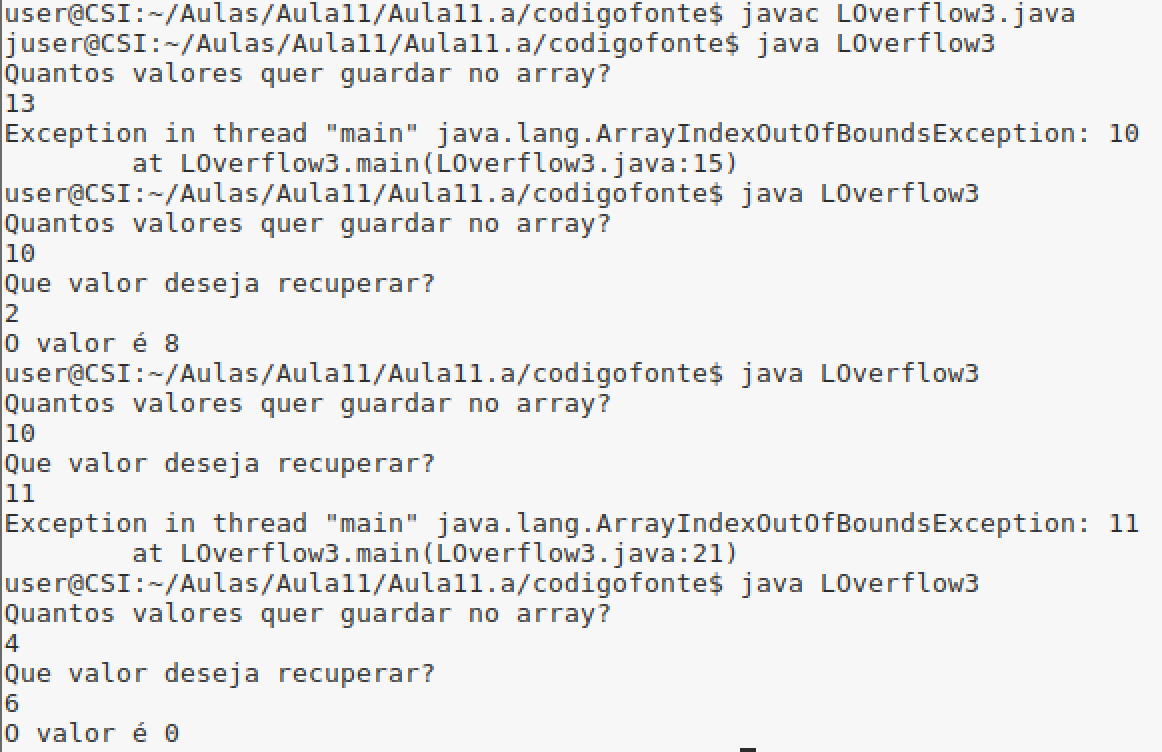 user@CSI:~/Aulas/Aula11/Aula11.a/codigofonte$ javac LOverflow3.java
juser@CSI:~/Aulas/Aula11/Aula11.a/codigofonte$ java LOverflow3
Quantos valores quer guardar no array?
13
Exception in thread "main" java.lang.ArrayIndexOutOfBoundsException: 10
        at LOverflow3.main(LOverflow3.java:15)
user@CSI:~/Aulas/Aula11/Aula11.a/codigofonte$ java LOverflow3
Quantos valores quer guardar no array?
10
Que valor deseja recuperar?
2
O valor é 8
user@CSI:~/Aulas/Aula11/Aula11.a/codigofonte$ java LOverflow3
Quantos valores quer guardar no array?
10
Que valor deseja recuperar?
11
Exception in thread "main" java.lang.ArrayIndexOutOfBoundsException: 11
        at LOverflow3.main(LOverflow3.java:21)
user@CSI:~/Aulas/Aula11/Aula11.a/codigofonte$ java LOverflow3
Quantos valores quer guardar no array?
4
Que valor deseja recuperar?
6
O valor é 0